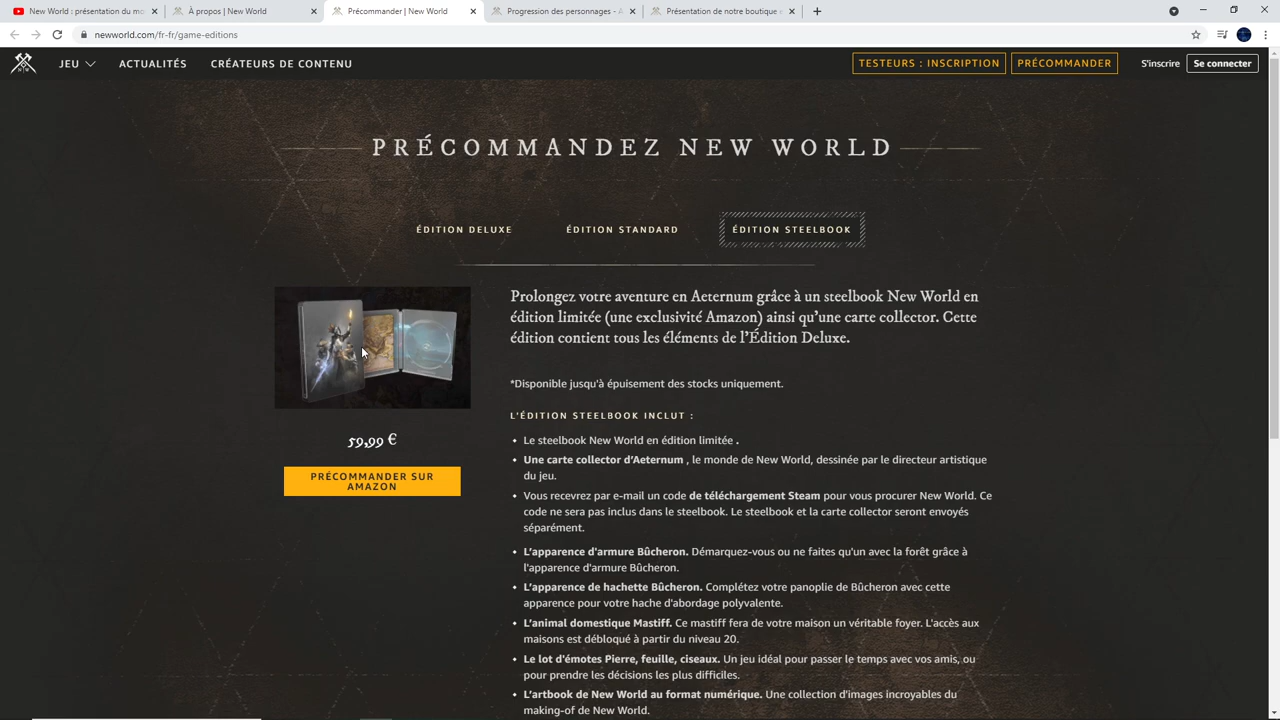 New World : présentation du mo
À propos | New World
Précommander | New World
Progression des personnages - A
Présentation de notre boutique e
newworld.com/fr-fr/game-editions
JEU
ACTUALITÉS
CRÉATEURS DE CONTENU
TESTEURS : INSCRIPTION
PRÉCOMMANDER
S'inscrire
Se connecter
PRÉCOMMANDEZ NEW WORLD
ÉDITION DELUXE
ÉDITION STANDARD
ÉDITION STEELBOOK
Prolongez votre aventure en Aeternum grâce à un steelbook New World en
édition limitée (une exclusivité Amazon) ainsi qu'une carte collector. Cette
édition contient tous les éléments de l'Édition Deluxe.
*Disponible jusqu'à épuisement des stocks uniquement.
59,99 €
PRÉCOMMANDER SUR
AMAZON
L'ÉDITION STEELBOOK INCLUT :
Le steelbook New World en édition limitée .
Une carte collector d'Aeternum , le monde de New World, dessinée par le directeur artistique
du jeu.
Vous recevrez par e-mail un code de téléchargement Steam pour vous procurer New World. Ce
code ne sera pas inclus dans le steelbook. Le steelbook et la carte collector seront envoyés
séparément.
L'apparence d'armure Bûcheron. Démarquez-vous ou ne faites qu'un avec la forêt grâce à
l'apparence d'armure Bûcheron.
L'apparence de hachette Bûcheron. Complétez votre panoplie de Bûcheron avec cette
apparence pour votre hache d'abordage polyvalente.
L'animal domestique Mastiff. Ce mastiff fera de votre maison un véritable foyer. L'accès aux
maisons est débloqué à partir du niveau 20.
Le lot d'émotes Pierre, feuille, ciseaux. Un jeu idéal pour passer le temps avec vos amis, ou
pour prendre les décisions les plus difficiles.
L'artbook de New World au format numérique. Une collection d'images incroyables du
making-of de New World.